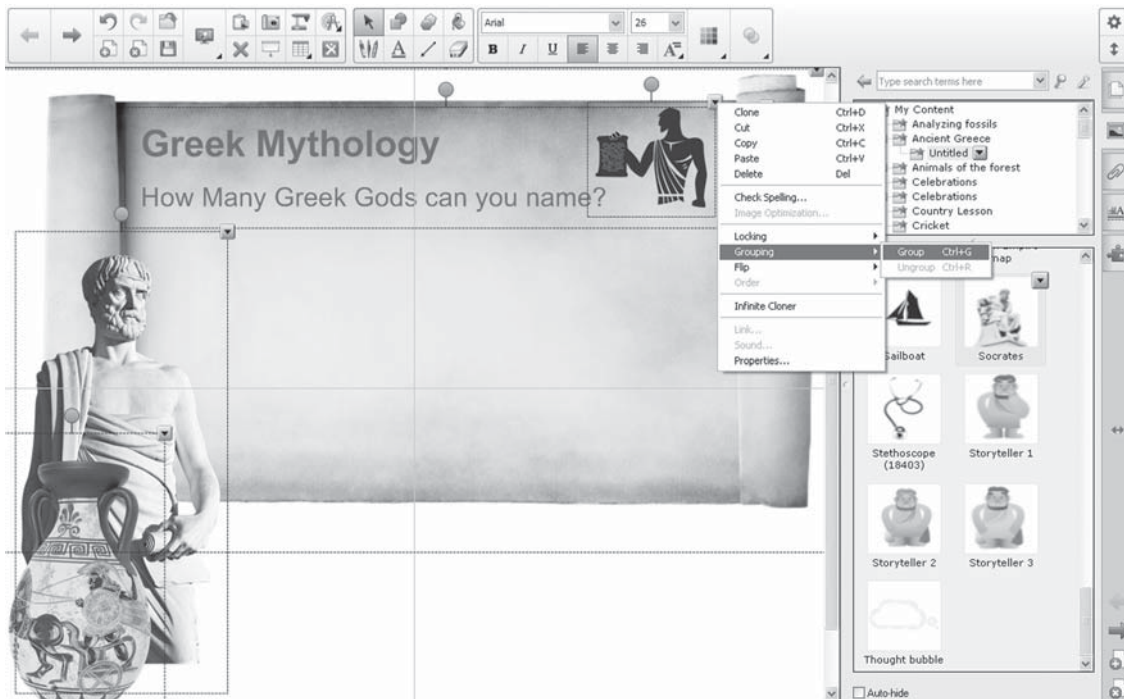 Arial
26
B I U
A
Type search terms here
My Content
Analyzing fossils
Ancient Greece
Untitled
Animals of the forest
Celebrations
Celebrations
Country Lesson
Cricket
Greek Mythology
How Many Greek Gods can you name?
Clone Ctrl+D
Cut Ctrl+X
Copy Ctrl+C
Paste Ctrl+V
Delete Del
Check Spelling...
Image Optimization...
Locking
Grouping
Flip
Order
Infinite Cloner
Link...
Sound...
Properties...
Group Ctrl+G
Ungroup Ctrl+R
map
Sailboat
Socrates
Stethoscope
(18403)
Storyteller 1
Storyteller 2
Storyteller 3
Thought bubble
Auto-hide